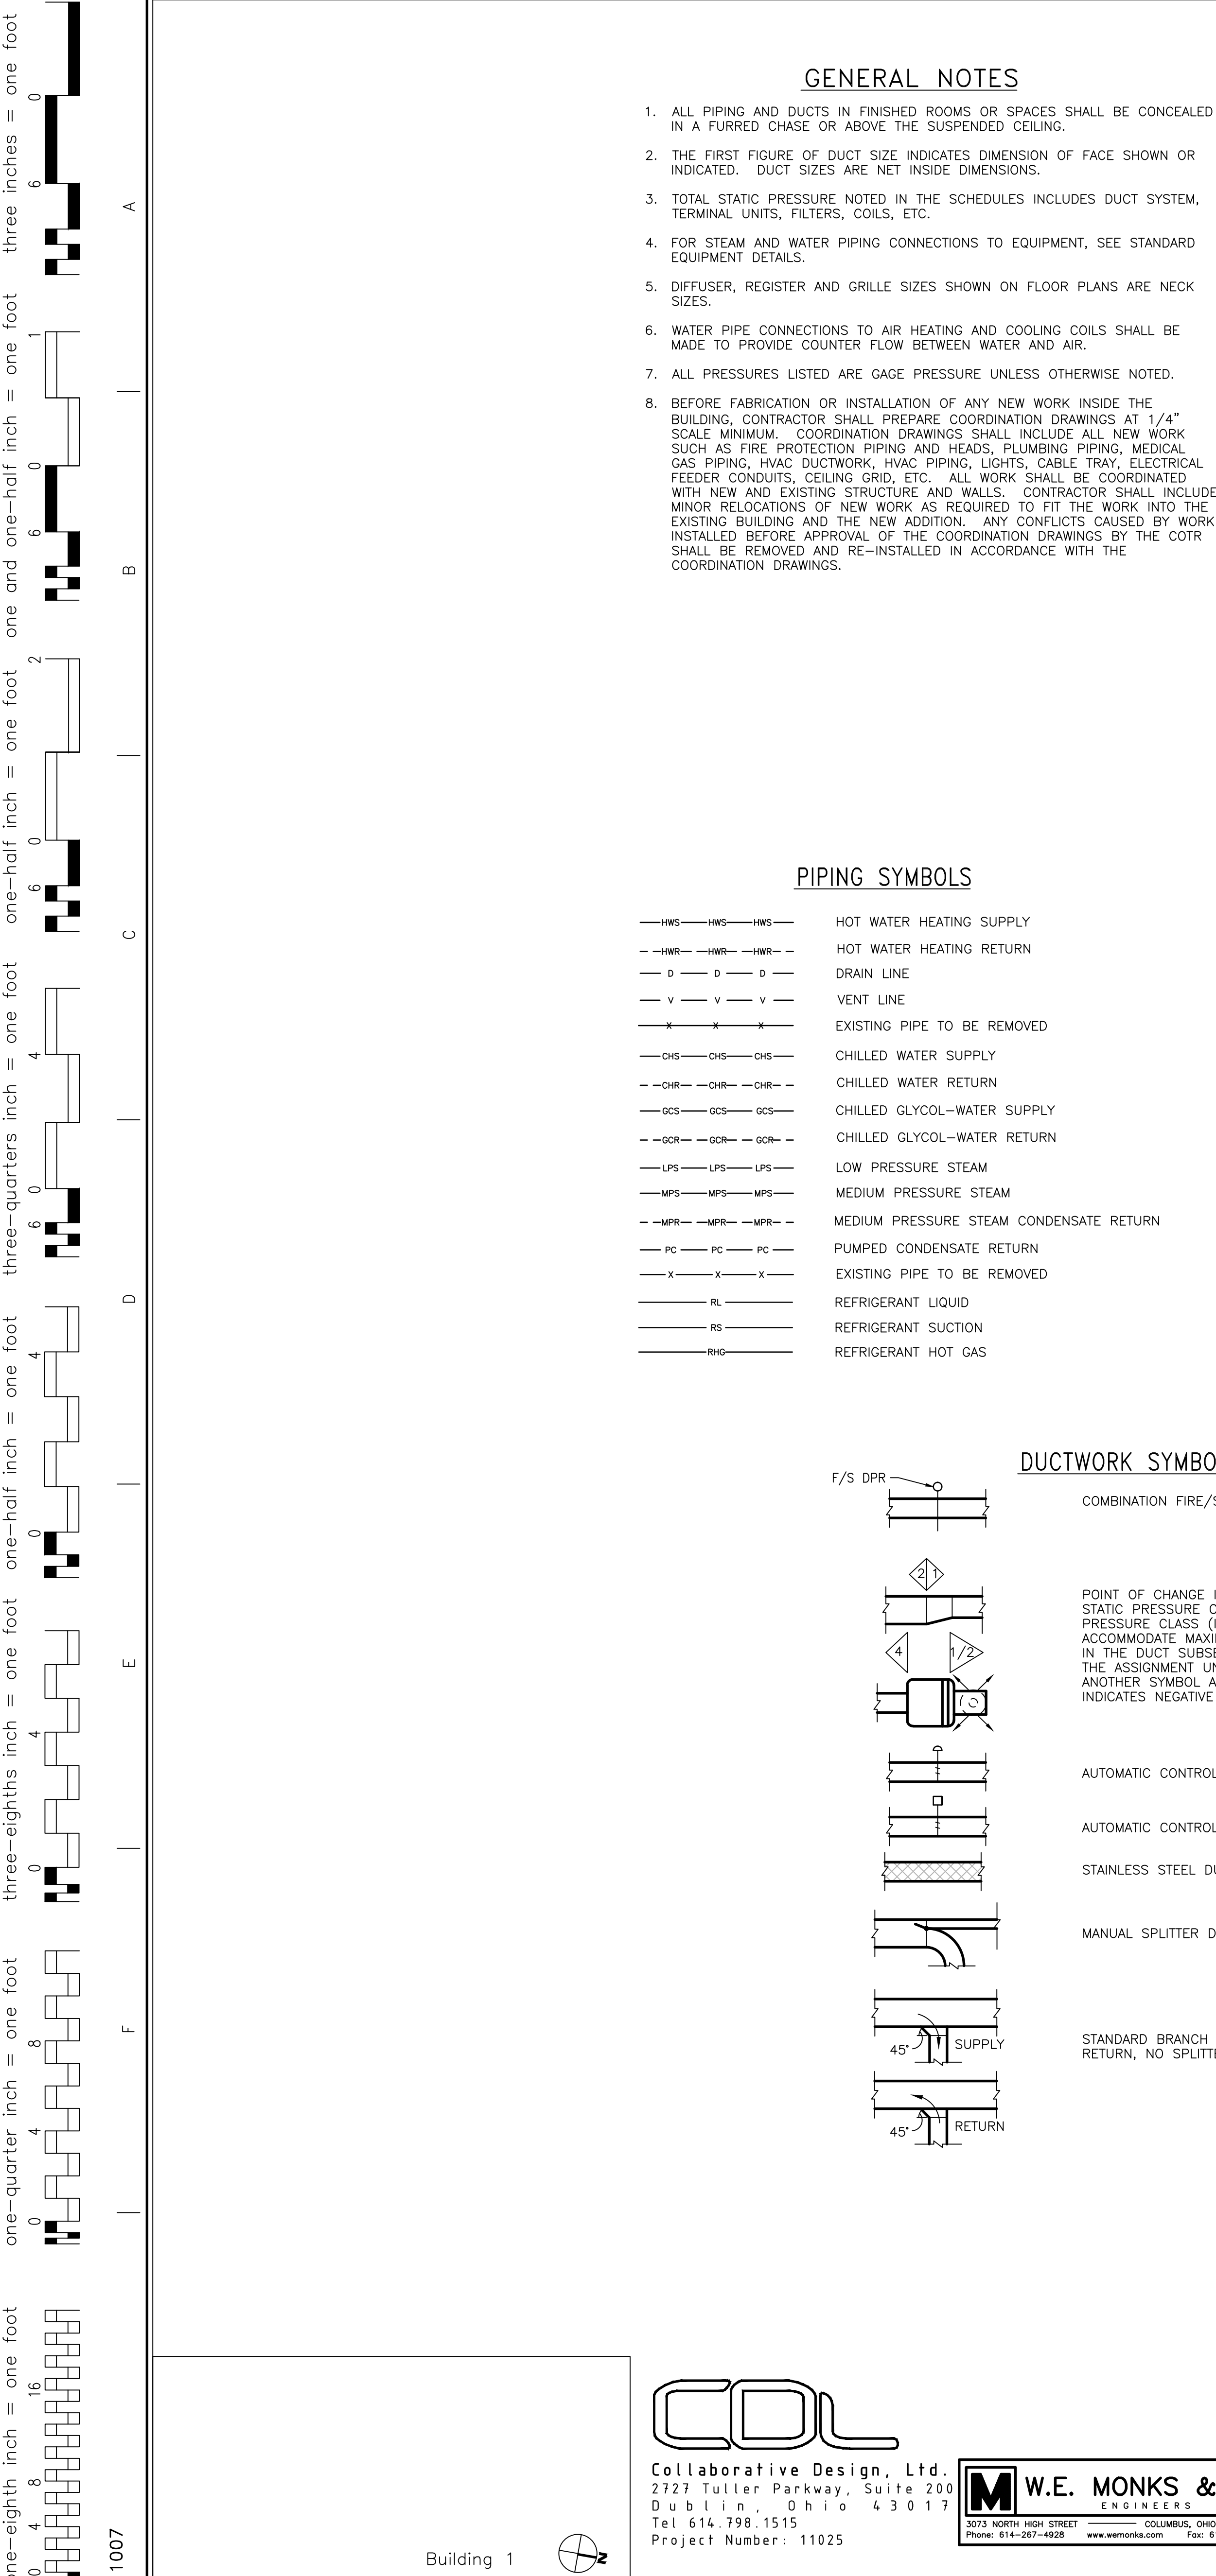 three inches = one foot
0
6
one and one-half inch = one foot
1
0
6
one-half inch = one foot
2
0
6
three-quarters inch = one foot
4
0
6
one-half inch = one foot
4
0
three-eighths inch = one foot
4
0
one-quarter inch = one foot
8
4
0
one-eighth inch = one foot
16
8
4
0
A
B
C
D
E
F
1007
GENERAL NOTES
1. ALL PIPING AND DUCTS IN FINISHED ROOMS OR SPACES SHALL BE CONCEALED
IN A FURRED CHASE OR ABOVE THE SUSPENDED CEILING.
2. THE FIRST FIGURE OF DUCT SIZE INDICATES DIMENSION OF FACE SHOWN OR
INDICATED. DUCT SIZES ARE NET INSIDE DIMENSIONS.
3. TOTAL STATIC PRESSURE NOTED IN THE SCHEDULES INCLUDES DUCT SYSTEM,
TERMINAL UNITS, FILTERS, COILS, ETC.
4. FOR STEAM AND WATER PIPING CONNECTIONS TO EQUIPMENT, SEE STANDARD
EQUIPMENT DETAILS.
5. DIFFUSER, REGISTER AND GRILLE SIZES SHOWN ON FLOOR PLANS ARE NECK
SIZES.
6. WATER PIPE CONNECTIONS TO AIR HEATING AND COOLING COILS SHALL BE
MADE TO PROVIDE COUNTER FLOW BETWEEN WATER AND AIR.
7. ALL PRESSURES LISTED ARE GAGE PRESSURE UNLESS OTHERWISE NOTED.
8. BEFORE FABRICATION OR INSTALLATION OF ANY NEW WORK INSIDE THE
BUILDING, CONTRACTOR SHALL PREPARE COORDINATION DRAWINGS AT 1/4"
SCALE MINIMUM. COORDINATION DRAWINGS SHALL INCLUDE ALL NEW WORK
SUCH AS FIRE PROTECTION PIPING AND HEADS, PLUMBING PIPING, MEDICAL
GAS PIPING, HVAC DUCTWORK, HVAC PIPING, LIGHTS, CABLE TRAY, ELECTRICAL
FEEDER CONDUITS, CEILING GRID, ETC. ALL WORK SHALL BE COORDINATED
WITH NEW AND EXISTING STRUCTURE AND WALLS. CONTRACTOR SHALL INCLUDE
MINOR RELOCATIONS OF NEW WORK AS REQUIRED TO FIT THE WORK INTO THE
EXISTING BUILDING AND THE NEW ADDITION. ANY CONFLICTS CAUSED BY WORK
INSTALLED BEFORE APPROVAL OF THE COORDINATION DRAWINGS BY THE COTR
SHALL BE REMOVED AND RE-INSTALLED IN ACCORDANCE WITH THE
COORDINATION DRAWINGS.
PIPING SYMBOLS
HWS HWS HWS HOT WATER HEATING SUPPLY
HWR HWR HWR HOT WATER HEATING RETURN
D D D DRAIN LINE
V V V VENT LINE
X X X EXISTING PIPE TO BE REMOVED
CHS CHS CHS CHILLED WATER SUPPLY
CHR CHR CHR CHILLED WATER RETURN
GCS GCS GCS CHILLED GLYCOL-WATER SUPPLY
GCR GCR GCR CHILLED GLYCOL-WATER RETURN
LPS LPS LPS LOW PRESSURE STEAM
MPS MPS MPS MEDIUM PRESSURE STEAM
MPR MPR MPR MEDIUM PRESSURE STEAM CONDENSATE RETURN
PC PC PC PUMPED CONDENSATE RETURN
X X X EXISTING PIPE TO BE REMOVED
RL REFRIGERANT LIQUID
RS REFRIGERANT SUCTION
RHG REFRIGERANT HOT GAS
DUCTWORK SYMBO
F/S DPR
COMBINATION FIRE/S
2 1
POINT OF CHANGE I
STATIC PRESSURE C
PRESSURE CLASS (I
ACCOMMODATE MAXI
IN THE DUCT SUBSE
THE ASSIGNMENT UN
ANOTHER SYMBOL A
INDICATES NEGATIVE
4 1/2
AUTOMATIC CONTROL
AUTOMATIC CONTROL
STAINLESS STEEL DU
MANUAL SPLITTER D
45° SUPPLY
STANDARD BRANCH
RETURN, NO SPLITTE
45° RETURN
CDL
Collaborative Design, Ltd.
2727 Tuller Parkway, Suite 200
Dublin, Ohio 43017
Tel 614.798.1515
Project Number: 11025
M W.E. MONKS &
ENGINEERS
3073 NORTH HIGH STREET COLUMBUS, OHIO
Phone: 614-267-4928 www.wemonks.com Fax: 6
Building 1
N